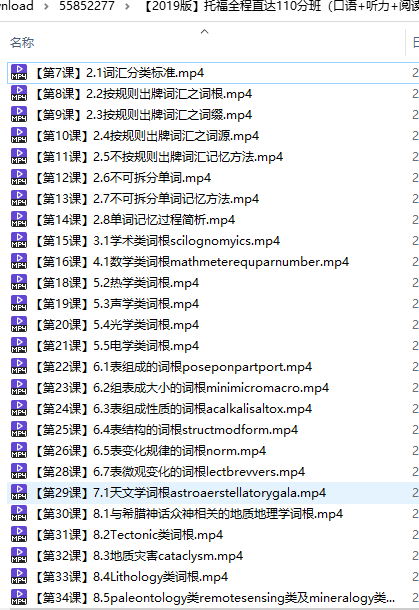 wnload > 55852277 > 【2019版】托福全程直达110分班（口语+听力+阅读
名称
【第7课】2.1词汇分类标准.mp4
【第8课】2.2按规则出牌词汇之词根.mp4
【第9课】2.3按规则出牌词汇之词缀.mp4
【第10课】2.4按规则出牌词汇之词源.mp4
【第11课】2.5不按规则出牌词汇记忆方法.mp4
【第12课】2.6不可拆分单词.mp4
【第13课】2.7不可拆分单词记忆方法.mp4
【第14课】2.8单词记忆过程简析.mp4
【第15课】3.1学术类词根scilognomyics.mp4
【第16课】4.1数学类词根mathmeterequparnumber.mp4
【第18课】5.2热学类词根.mp4
【第19课】5.3声学类词根.mp4
【第20课】5.4光学类词根.mp4
【第21课】5.5电学类词根.mp4
【第22课】6.1表组成的词根poseponpartport.mp4
【第23课】6.2组表成大小的词根minimicromacro.mp4
【第24课】6.3表组成性质的词根acalkalisaltox.mp4
【第25课】6.4表结构的词根structmodform.mp4
【第26课】6.5表变化规律的词根norm.mp4
【第28课】6.7表微观变化的词根lectbrevvers.mp4
【第29课】7.1天文学词根astroaerstellatorygala.mp4
【第30课】8.1与希腊神话众神相关的地质地理学词根.mp4
【第31课】8.2Tectonic类词根.mp4
【第32课】8.3地质灾害cataclysm.mp4
【第33课】8.4Lithology类词根.mp4
【第34课】8.5paleontology类remotesensing类及mineralogy类...